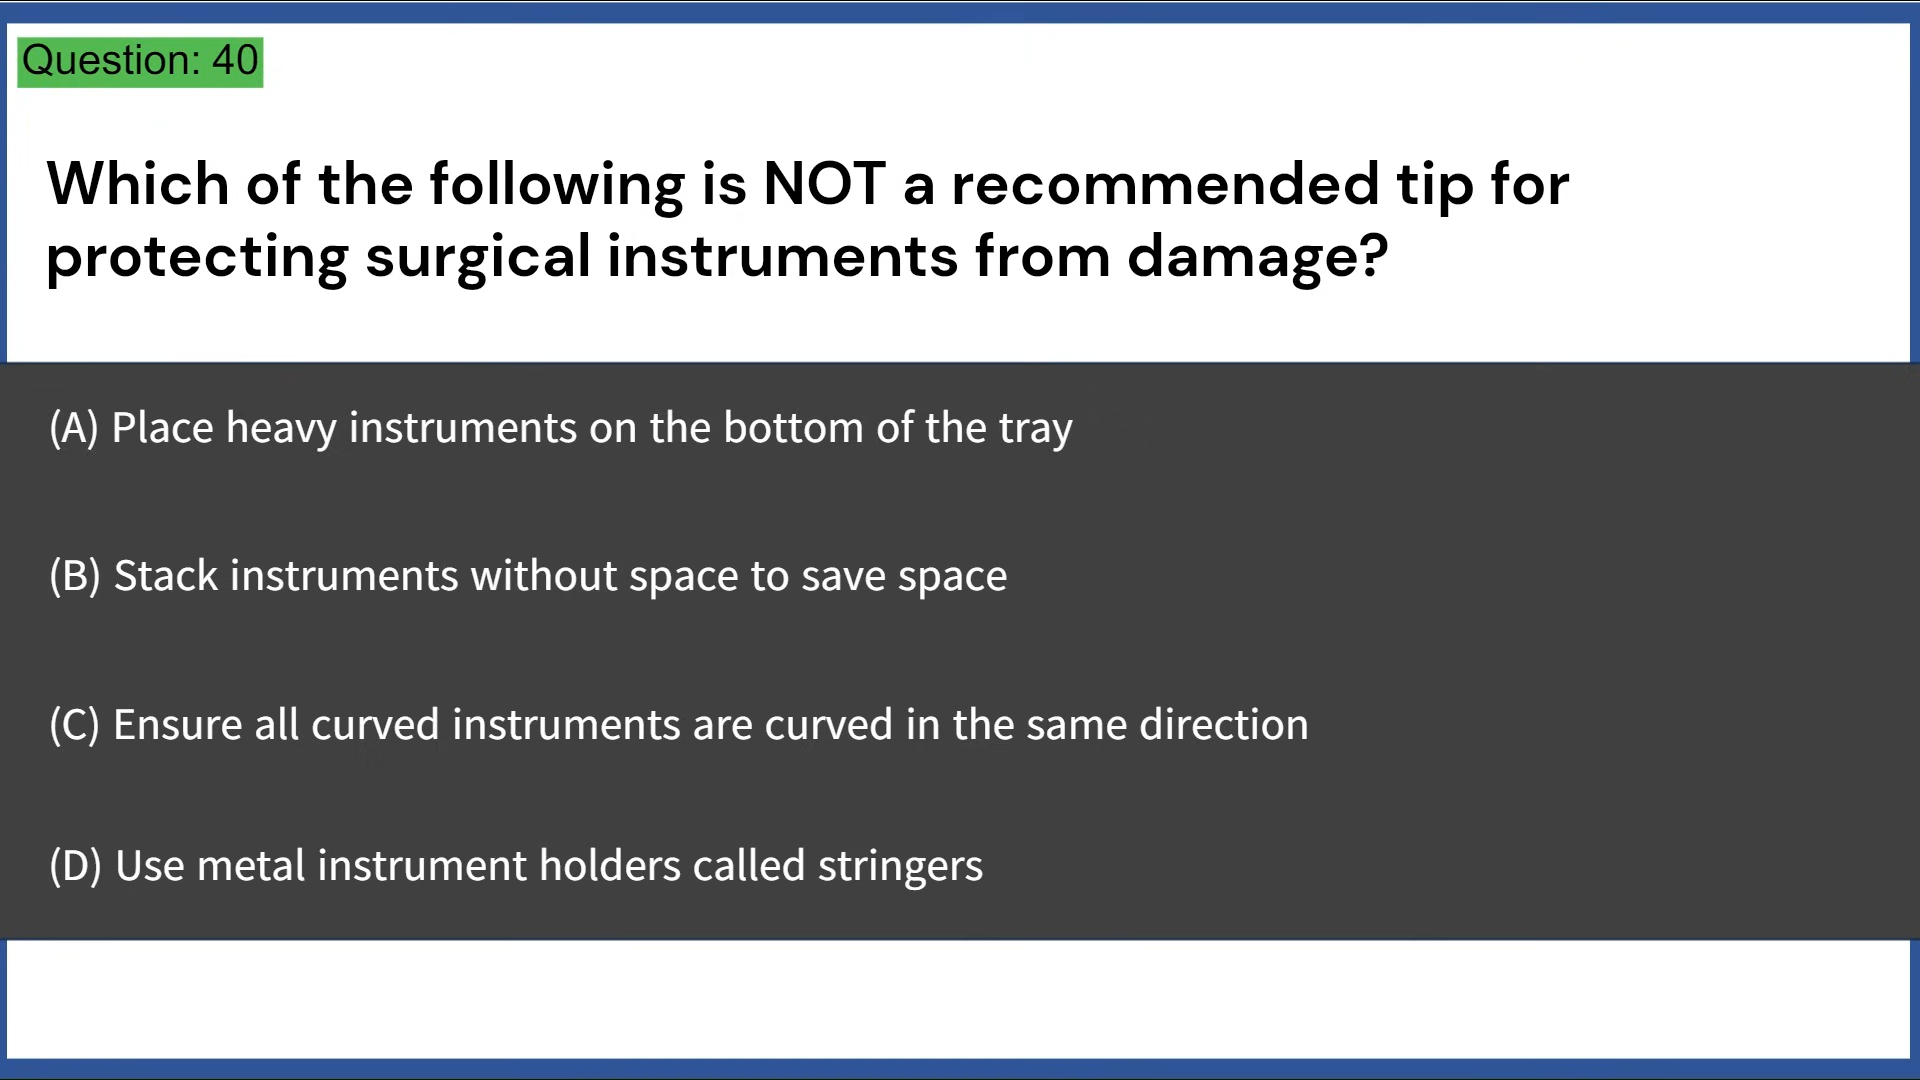 Question: 40
Which of the following is NOT a recommended tip for
protecting surgical instruments from damage?
(A) Place heavy instruments on the bottom of the tray
(B) Stack instruments without space to save space
(C) Ensure all curved instruments are curved in the same direction
(D) Use metal instrument holders called stringers